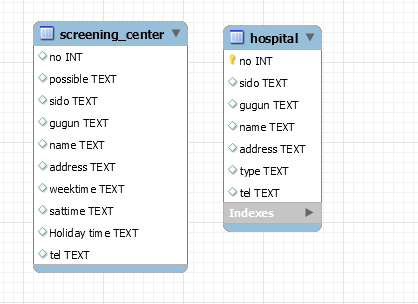 screening_center
no INT
possible TEXT
sido TEXT
gugun TEXT
name TEXT
address TEXT
weektime TEXT
sattime TEXT
Holiday time TEXT
tel TEXT
hospital
no INT
sido TEXT
gugun TEXT
name TEXT
address TEXT
type TEXT
tel TEXT
Indexes